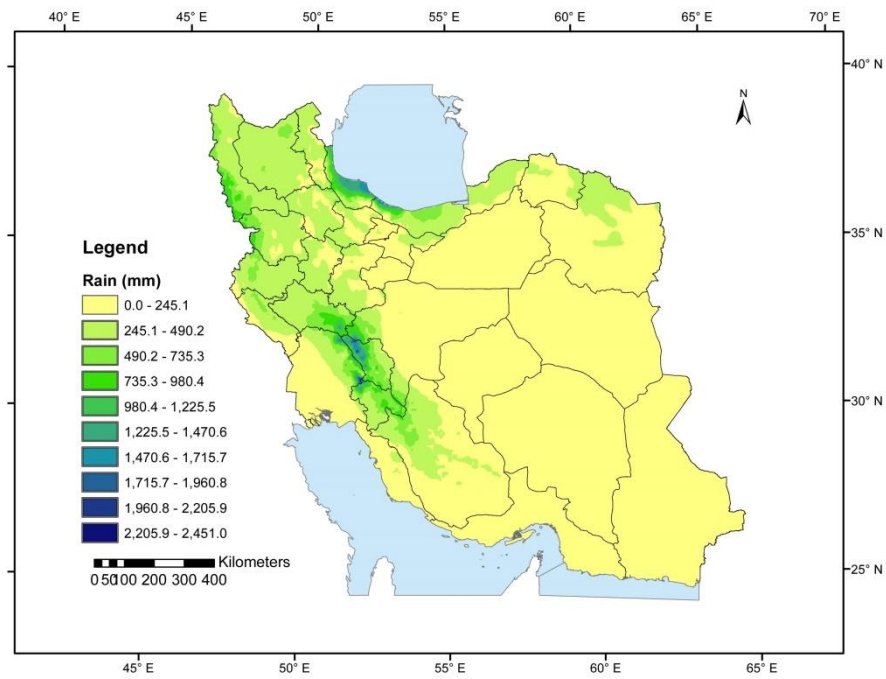 40° E 45° E 50° E 55° E 60° E 65° E 70° E
40° N
N
35° N
Legend
Rain (mm)
0.0 - 245.1
245.1 - 490.2
490.2 - 735.3
735.3 - 980.4
980.4 - 1,225.5
1,225.5 - 1,470.6
1,470.6 - 1,715.7
1,715.7 - 1,960.8
1,960.8 - 2,205.9
2,205.9 - 2,451.0
30° N
Kilometers
0 50 100 200 300 400
25° N
45° E 50° E 55° E 60° E 65° E